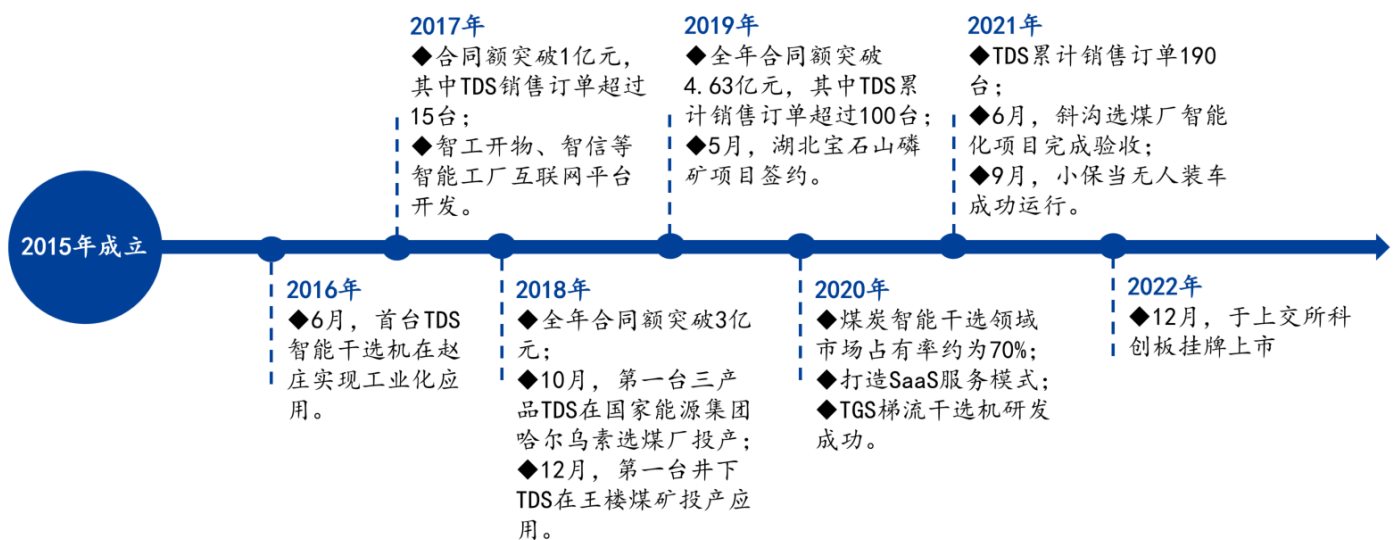 2015年成立
2016年
◆6月，首台TDS
智能干选机在赵
庄实现工业化应
用。
2017年
◆合同额突破1亿元，
其中TDS销售订单超过
15台；
◆智工开物、智信等
智能工厂互联网平台
开发。
2018年
◆全年合同额突破3亿
元；
◆10月，第一台三产
品TDS在国家能源集团
哈尔乌素选煤厂投产；
◆12月，第一台井下
TDS在王楼煤矿投产应
用。
2019年
◆全年合同额突破
4.63亿元，其中TDS累
计销售订单超过100台；
◆5月，湖北宝石山磷
矿项目签约。
2020年
◆煤炭智能干选领域
市场占有率约为70%；
◆打造SaaS服务模式；
◆TGS梯流干选机研发
成功。
2021年
◆TDS累计销售订单190
台；
◆6月，斜沟选煤厂智能
化项目完成验收；
◆9月，小保当无人装车
成功运行。
2022年
◆12月，于上交所科
创板挂牌上市